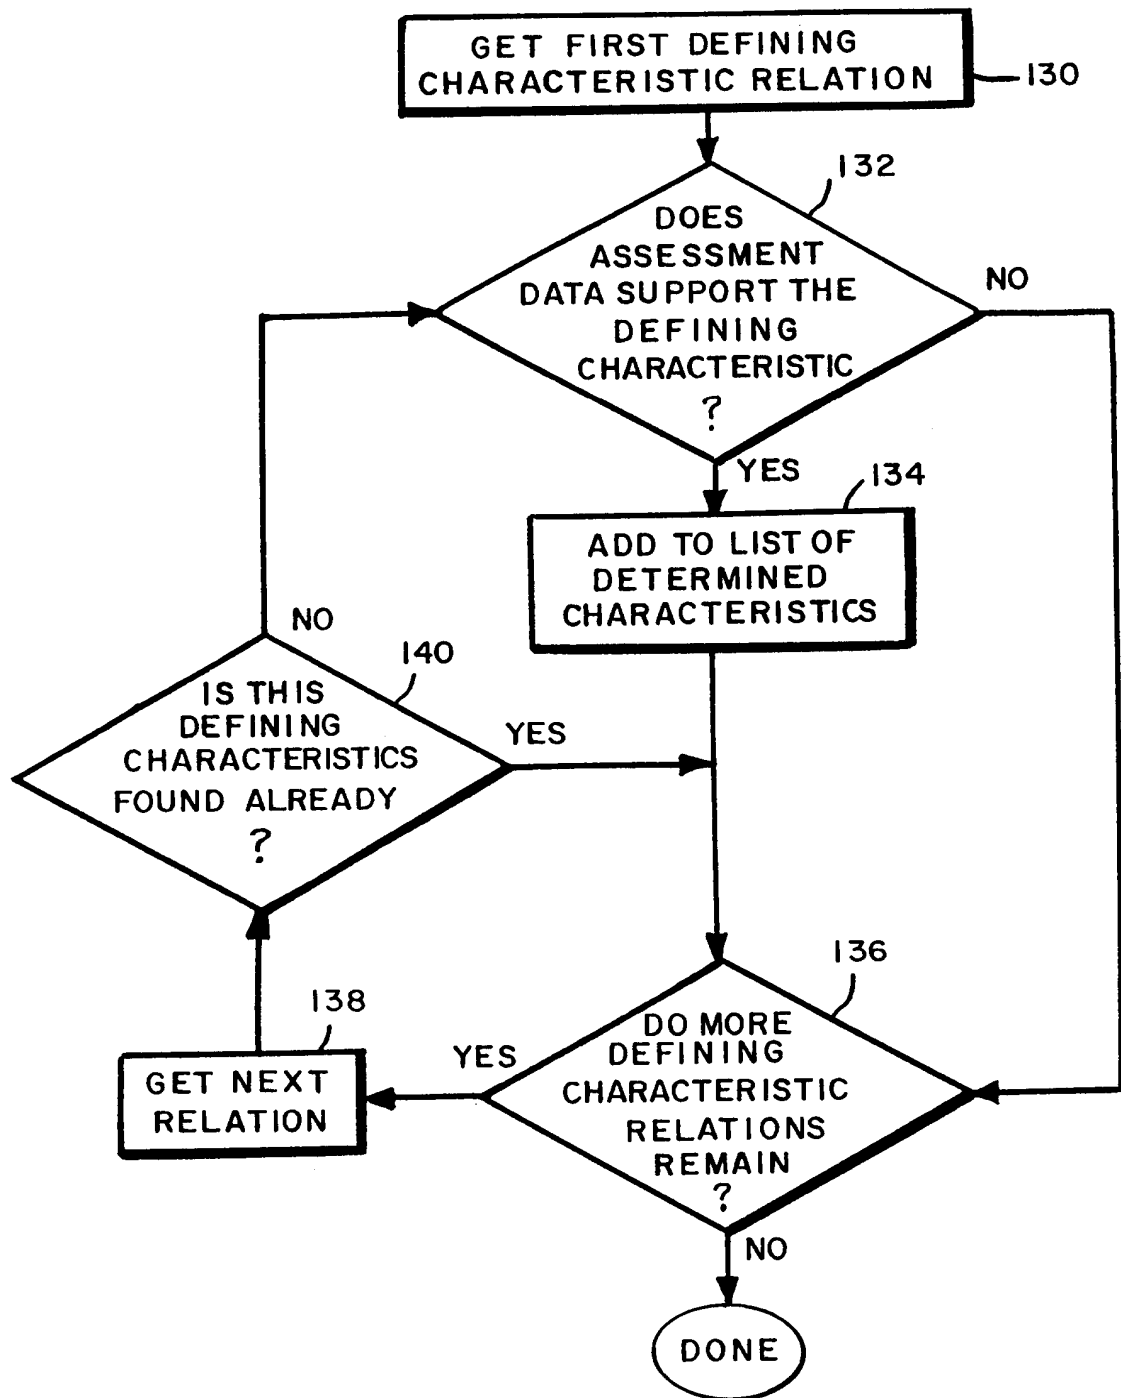 GET FIRST DEFINING
CHARACTERISTIC RELATION
130
132
DOES
ASSESSMENT
DATA SUPPORT THE
DEFINING
CHARACTERISTIC
?
NO
YES
134
ADD TO LIST OF
DETERMINED
CHARACTERISTICS
NO
140
IS THIS
DEFINING
CHARACTERISTICS
FOUND ALREADY
?
YES
136
DO MORE
DEFINING
CHARACTERISTIC
RELATIONS
REMAIN
?
YES
138
GET NEXT
RELATION
NO
DONE